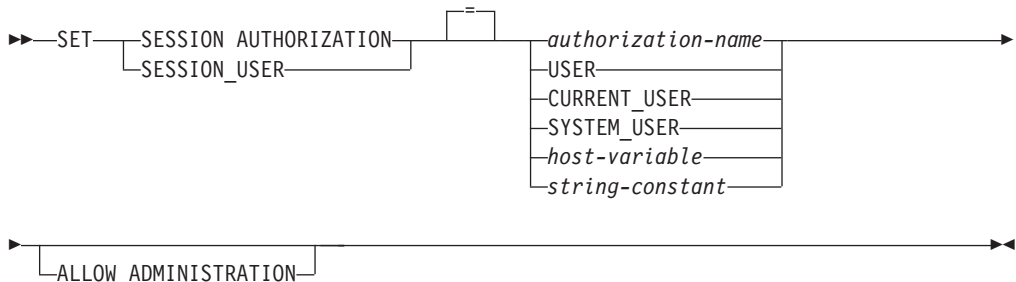 =
SET SESSION AUTHORIZATION authorization-name
SESSION_USER USER
CURRENT_USER
SYSTEM_USER
host-variable
string-constant
ALLOW ADMINISTRATION